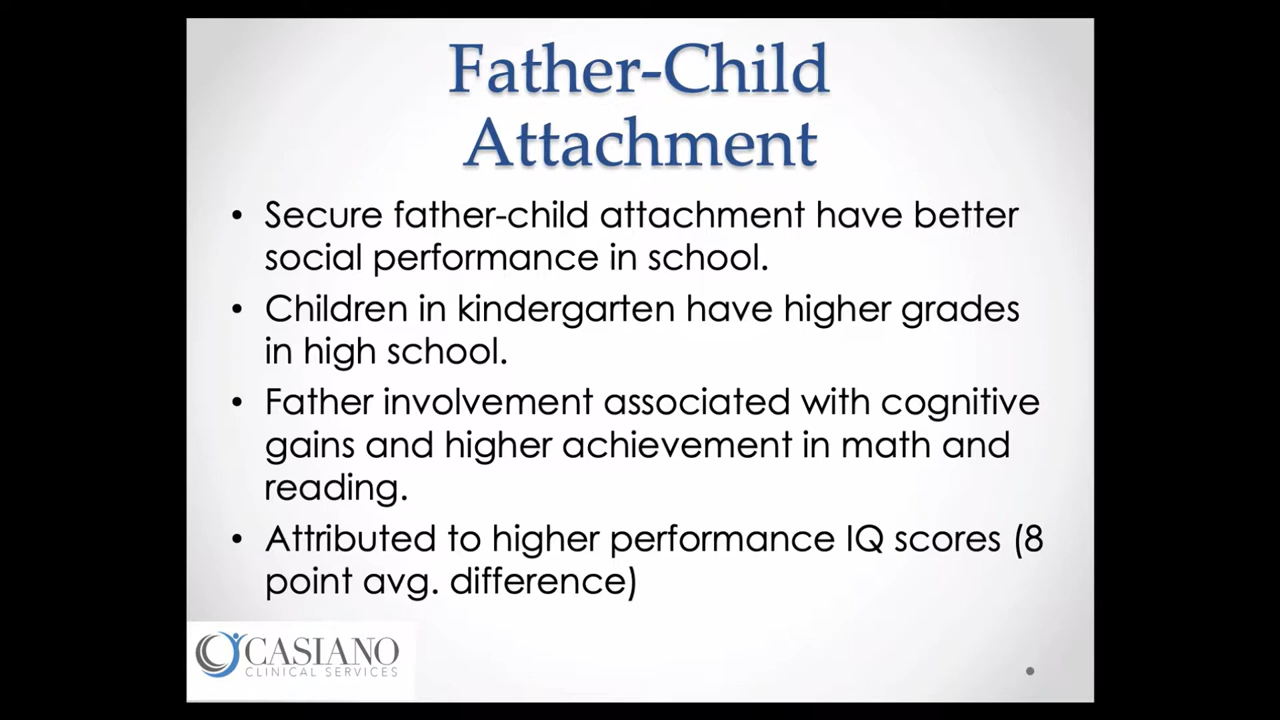 Father-Child
Attachment
• Secure father-child attachment have better
social performance in school.
• Children in kindergarten have higher grades
in high school.
• Father involvement associated with cognitive
gains and higher achievement in math and
reading.
• Attributed to higher performance IQ scores (8
point avg. difference)
CASIANO
CLINICAL SERVICES